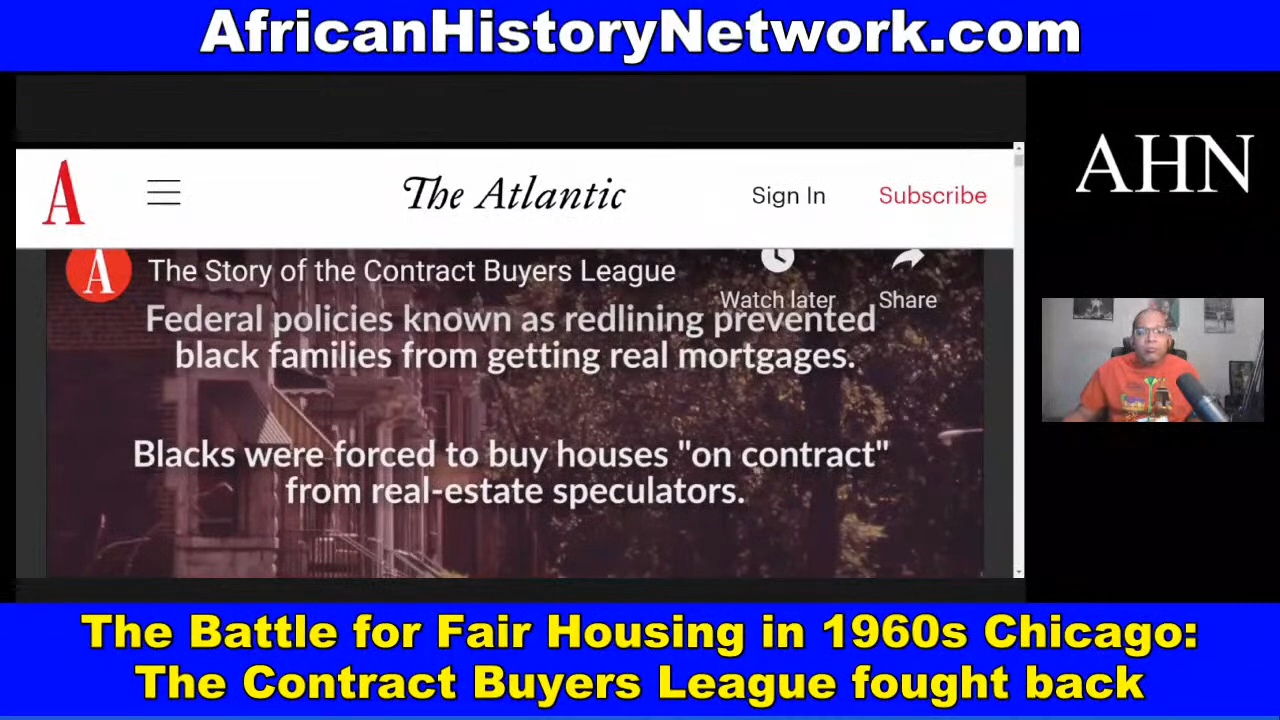 AfricanHistoryNetwork.com
AHN
A
The Atlantic
Sign In
Subscribe
A
The Story of the Contract Buyers League
Watch later
Share
Federal policies known as redlining prevented
black families from getting real mortgages.
Blacks were forced to buy houses "on contract"
from real-estate speculators.
The Battle for Fair Housing in 1960s Chicago:
The Contract Buyers League fought back